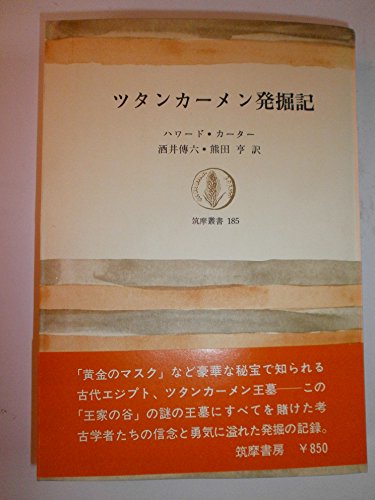 ツタンカーメン発掘記
ハワード・カーター
酒井傳六・熊田 亨 訳
筑摩叢書 185
「黄金のマスク」など豪華な秘宝で知られる
古代エジプト、ツタンカーメン王墓──この
「王家の谷」の謎の王墓にすべてを賭けた考
古学者たちの信念と勇気に溢れた発掘の記録。
筑摩書房 ￥850